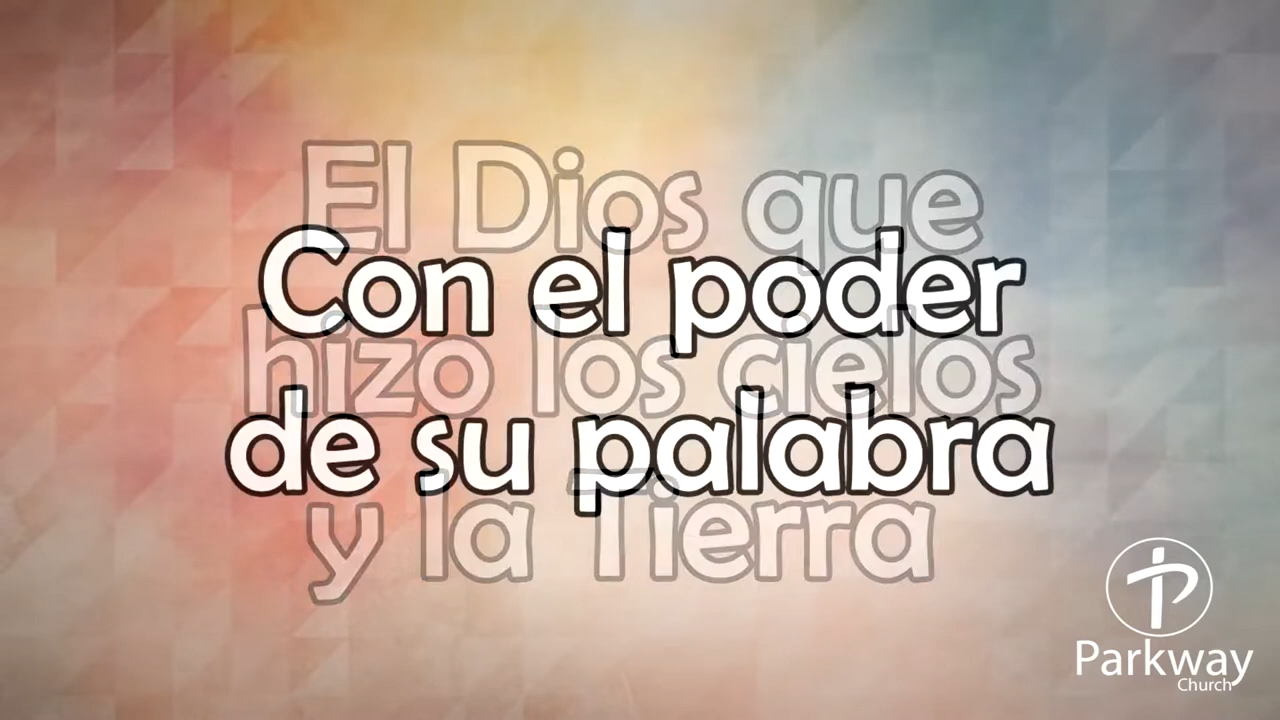 El Dios que
Con el poder
hizo los cielos
de su palabra
y la Tierra
Parkway
Church